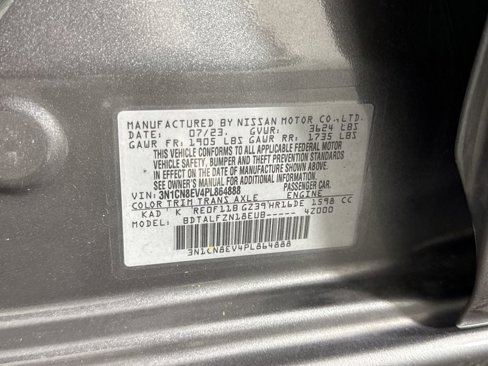 MANUFACTURED BY NISSAN MOTOR CO.,LTD.
DATE: 07/23. GVWR: 3624 LBS
GAWR FR: 1905 LBS GAWR RR: 1735 LBS
THIS VEHICLE CONFORMS TO ALL APPLICABLE FEDERAL MOTOR
VEHICLE SAFETY, BUMPER AND THEFT PREVENTION STANDARDS
IN EFFECT ON THE DATE OF MANUFACTURE SHOWN ABOVE.
SEE OWNER'S MANUAL FOR ADDITIONAL INFORMATION.
VIN: 3N1CN8EV4PL864888 PASSENGER CAR.
COLOR TRIM TRANS AXLE ENGINE
KAD K RE0F11B GZ39 HR16DE 1598 CC
MODEL: BDTALFZN18EUB----- 4Z000
3N1CN8EV4PL864888